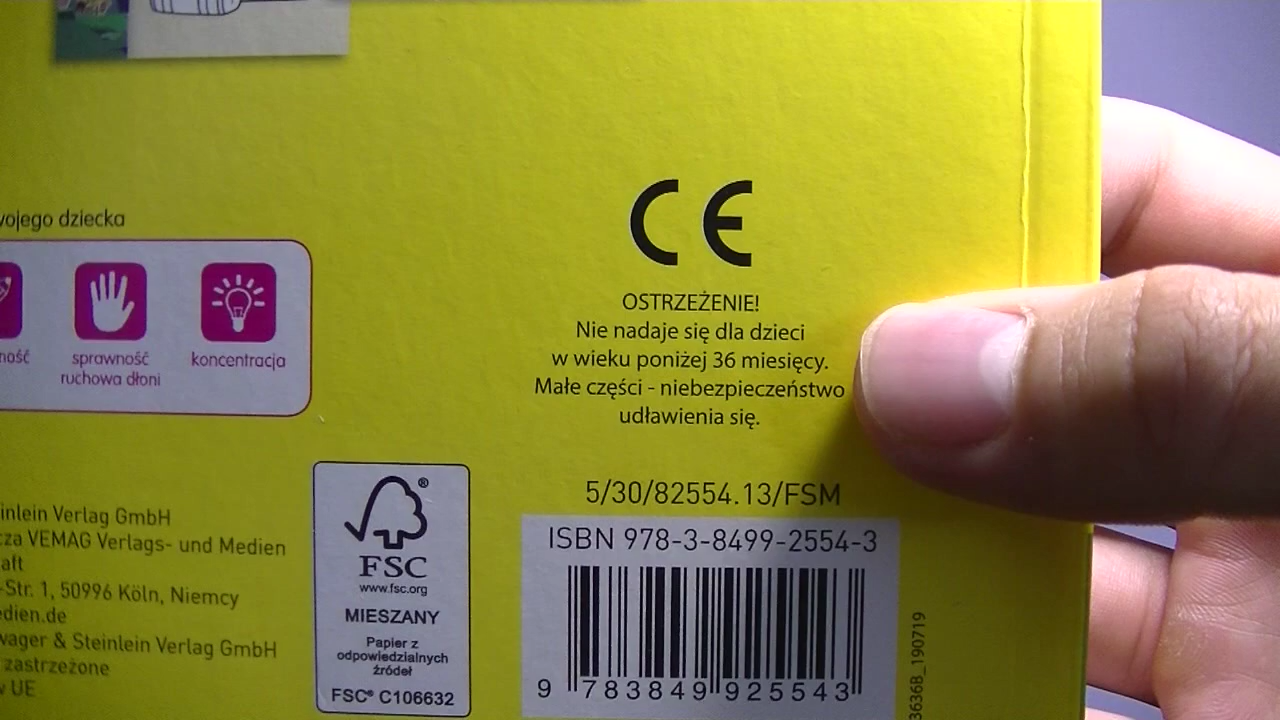 wojego dziecka
ność
sprawność
ruchowa dłoni
koncentracja
CE
OSTRZEŻENIE!
Nie nadaje się dla dzieci
w wieku poniżej 36 miesięcy.
Małe części - niebezpieczeństwo
udławienia się.
inlein Verlag GmbH
cza VEMAG Verlags- und Medien
aft
-Str. 1, 50996 Köln, Niemcy
edien.de
wager & Steinlein Verlag GmbH
zastrzeżone
w UE
®
FSC
www.fsc.org
MIESZANY
Papier z
odpowiedzialnych
źródeł
FSC® C106632
5/30/82554.13/FSM
ISBN 978-3-8499-2554-3
9 783849 925543
3636B_190719